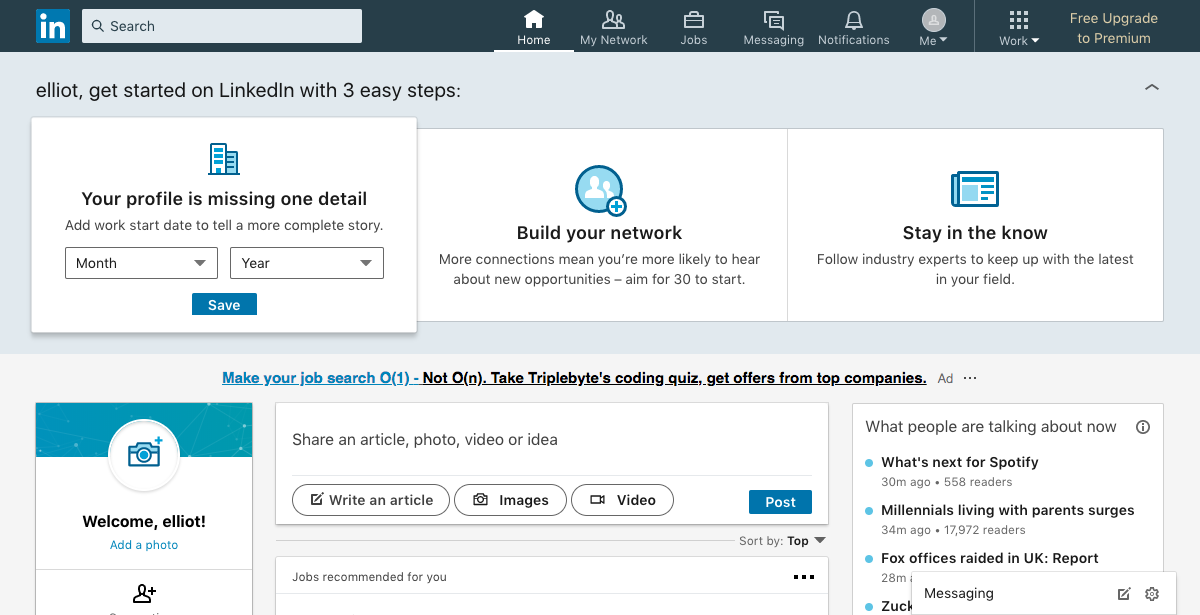 in
Search
Home
My Network
Jobs
Messaging
Notifications
Me
Work
Free Upgrade
to Premium
elliot, get started on LinkedIn with 3 easy steps:
Your profile is missing one detail
Add work start date to tell a more complete story.
Month
Year
Save
Build your network
More connections mean you're more likely to hear
about new opportunities – aim for 30 to start.
Stay in the know
Follow industry experts to keep up with the latest
in your field.
Make your job search O(1) - Not O(n). Take Triplebyte's coding quiz, get offers from top companies. Ad ···
Welcome, elliot!
Add a photo
Share an article, photo, video or idea
Write an article
Images
Video
Post
Sort by: Top
Jobs recommended for you
What people are talking about now
What's next for Spotify
30m ago • 558 readers
Millennials living with parents surges
34m ago • 17,972 readers
Fox offices raided in UK: Report
28m
Zuck
Messaging